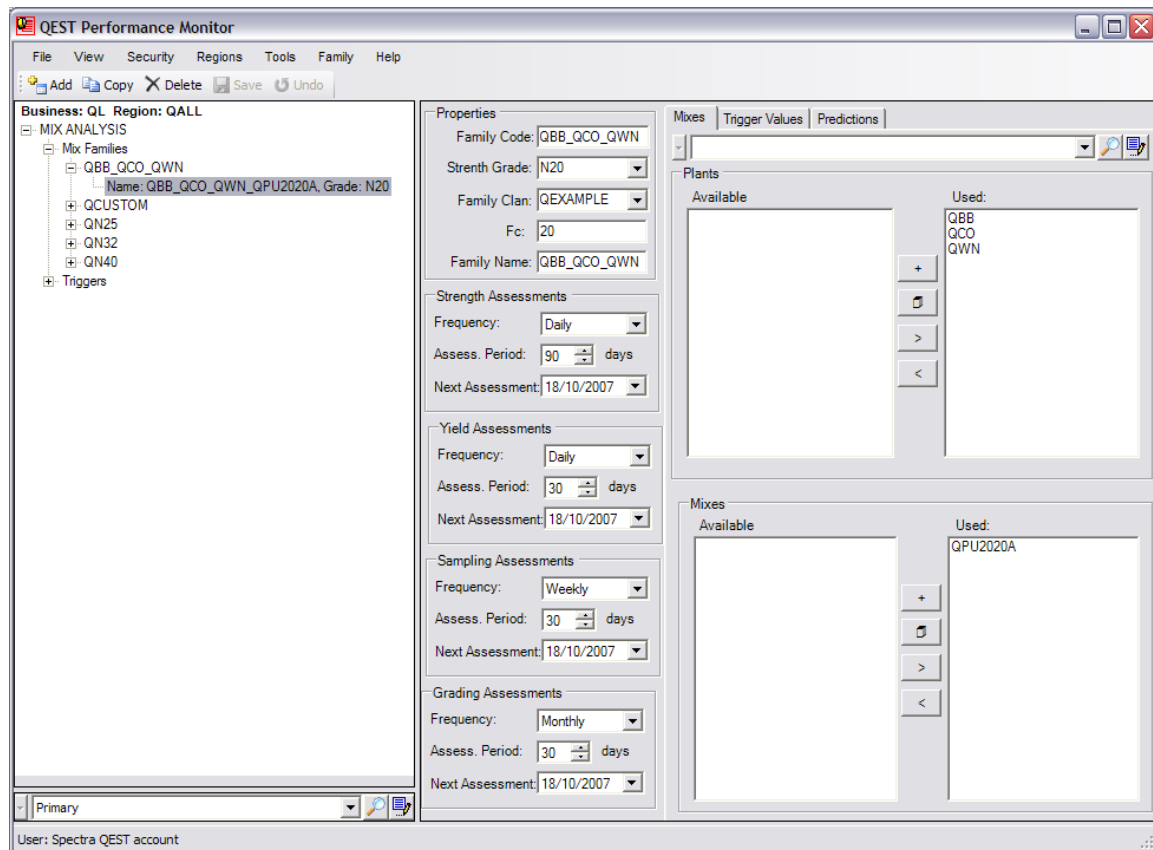 QEST Performance Monitor
File View Security Regions Tools Family Help
Add Copy Delete Save Undo
Business: QL Region: QALL
MIX ANALYSIS
Mix Families
QBB_QCO_QWN
Name: QBB_QCO_QWN_QPU2020A, Grade: N20
QCUSTOM
QN25
QN32
QN40
Triggers
Primary
Properties
Family Code: QBB_QCO_QWN
Strenth Grade: N20
Family Clan: QEXAMPLE
Fc: 20
Family Name: QBB_QCO_QWN
Strength Assessments
Frequency: Daily
Assess. Period: 90 days
Next Assessment: 18/10/2007
Yield Assessments
Frequency: Daily
Assess. Period: 30 days
Next Assessment: 18/10/2007
Sampling Assessments
Frequency: Weekly
Assess. Period: 30 days
Next Assessment: 18/10/2007
Grading Assessments
Frequency: Monthly
Assess. Period: 30 days
Next Assessment: 18/10/2007
Mixes Trigger Values Predictions
Plants
Available Used:
QBB
QCO
QWN
+
>
<
Mixes
Available Used:
QPU2020A
+
>
<
User: Spectra QEST account